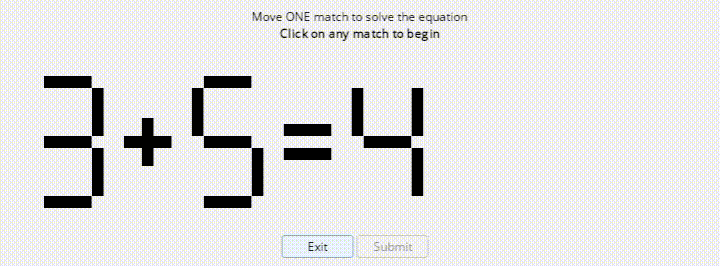 Move ONE match to solve the equation
Click on any match to begin
3+5=4
Exit
Submit